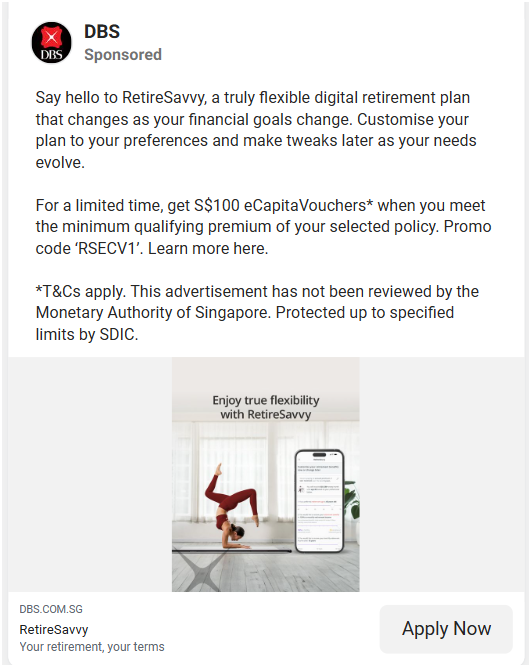 DBS
DBS
Sponsored
Say hello to RetireSavvy, a truly flexible digital retirement plan
that changes as your financial goals change. Customise your
plan to your preferences and make tweaks later as your needs
evolve.
For a limited time, get S$100 eCapitaVouchers* when you meet
the minimum qualifying premium of your selected policy. Promo
code ‘RSECV1’. Learn more here.
*T&Cs apply. This advertisement has not been reviewed by the
Monetary Authority of Singapore. Protected up to specified
limits by SDIC.
Enjoy true flexibility
with RetireSavvy
DBS.COM.SG
RetireSavvy
Your retirement, your terms
Apply Now